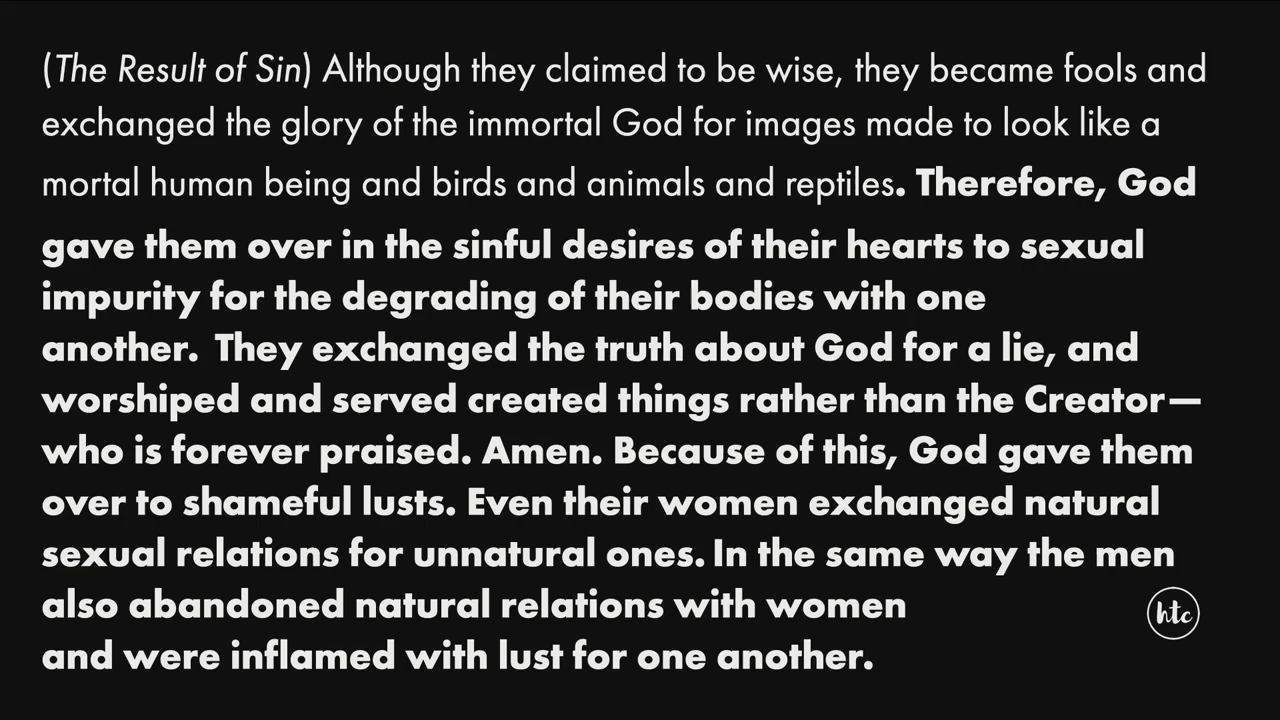 (The Result of Sin) Although they claimed to be wise, they became fools and
exchanged the glory of the immortal God for images made to look like a
mortal human being and birds and animals and reptiles. Therefore, God
gave them over in the sinful desires of their hearts to sexual
impurity for the degrading of their bodies with one
another. They exchanged the truth about God for a lie, and
worshiped and served created things rather than the Creator—
who is forever praised. Amen. Because of this, God gave them
over to shameful lusts. Even their women exchanged natural
sexual relations for unnatural ones. In the same way the men
also abandoned natural relations with women
and were inflamed with lust for one another.
htc